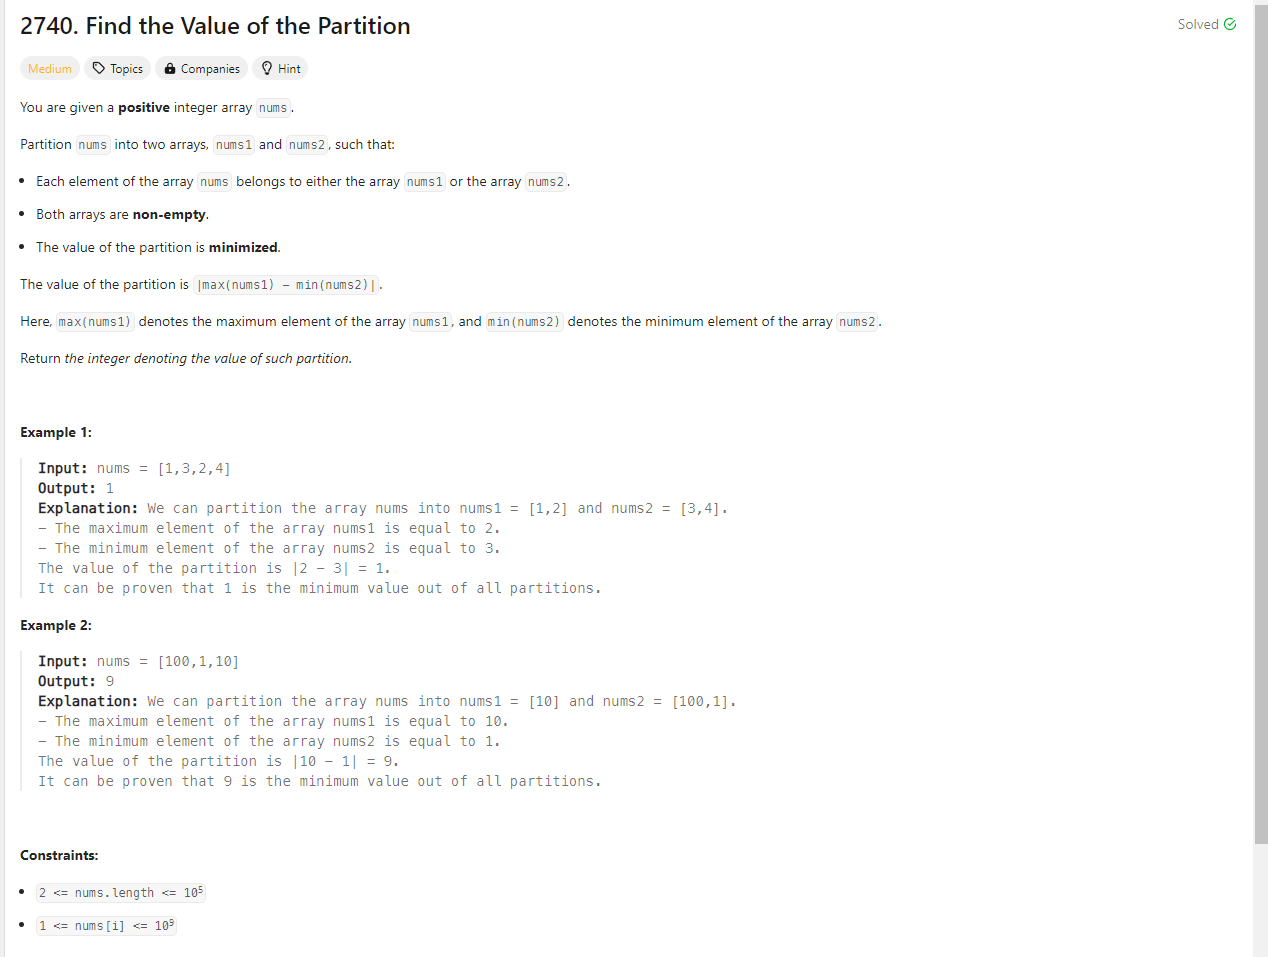 2740. Find the Value of the Partition
Solved
Medium Topics Companies Hint
You are given a positive integer array nums.
Partition nums into two arrays, nums1 and nums2, such that:
• Each element of the array nums belongs to either the array nums1 or the array nums2.
• Both arrays are non-empty.
• The value of the partition is minimized.
The value of the partition is |max(nums1) - min(nums2)|.
Here, max(nums1) denotes the maximum element of the array nums1, and min(nums2) denotes the minimum element of the array nums2.
Return the integer denoting the value of such partition.
Example 1:
Input: nums = [1,3,2,4]
Output: 1
Explanation: We can partition the array nums into nums1 = [1,2] and nums2 = [3,4].
- The maximum element of the array nums1 is equal to 2.
- The minimum element of the array nums2 is equal to 3.
The value of the partition is |2 - 3| = 1.
It can be proven that 1 is the minimum value out of all partitions.
Example 2:
Input: nums = [100,1,10]
Output: 9
Explanation: We can partition the array nums into nums1 = [10] and nums2 = [100,1].
- The maximum element of the array nums1 is equal to 10.
- The minimum element of the array nums2 is equal to 1.
The value of the partition is |10 - 1| = 9.
It can be proven that 9 is the minimum value out of all partitions.
Constraints:
• 2 <= nums.length <= 10⁵
• 1 <= nums[i] <= 10⁹